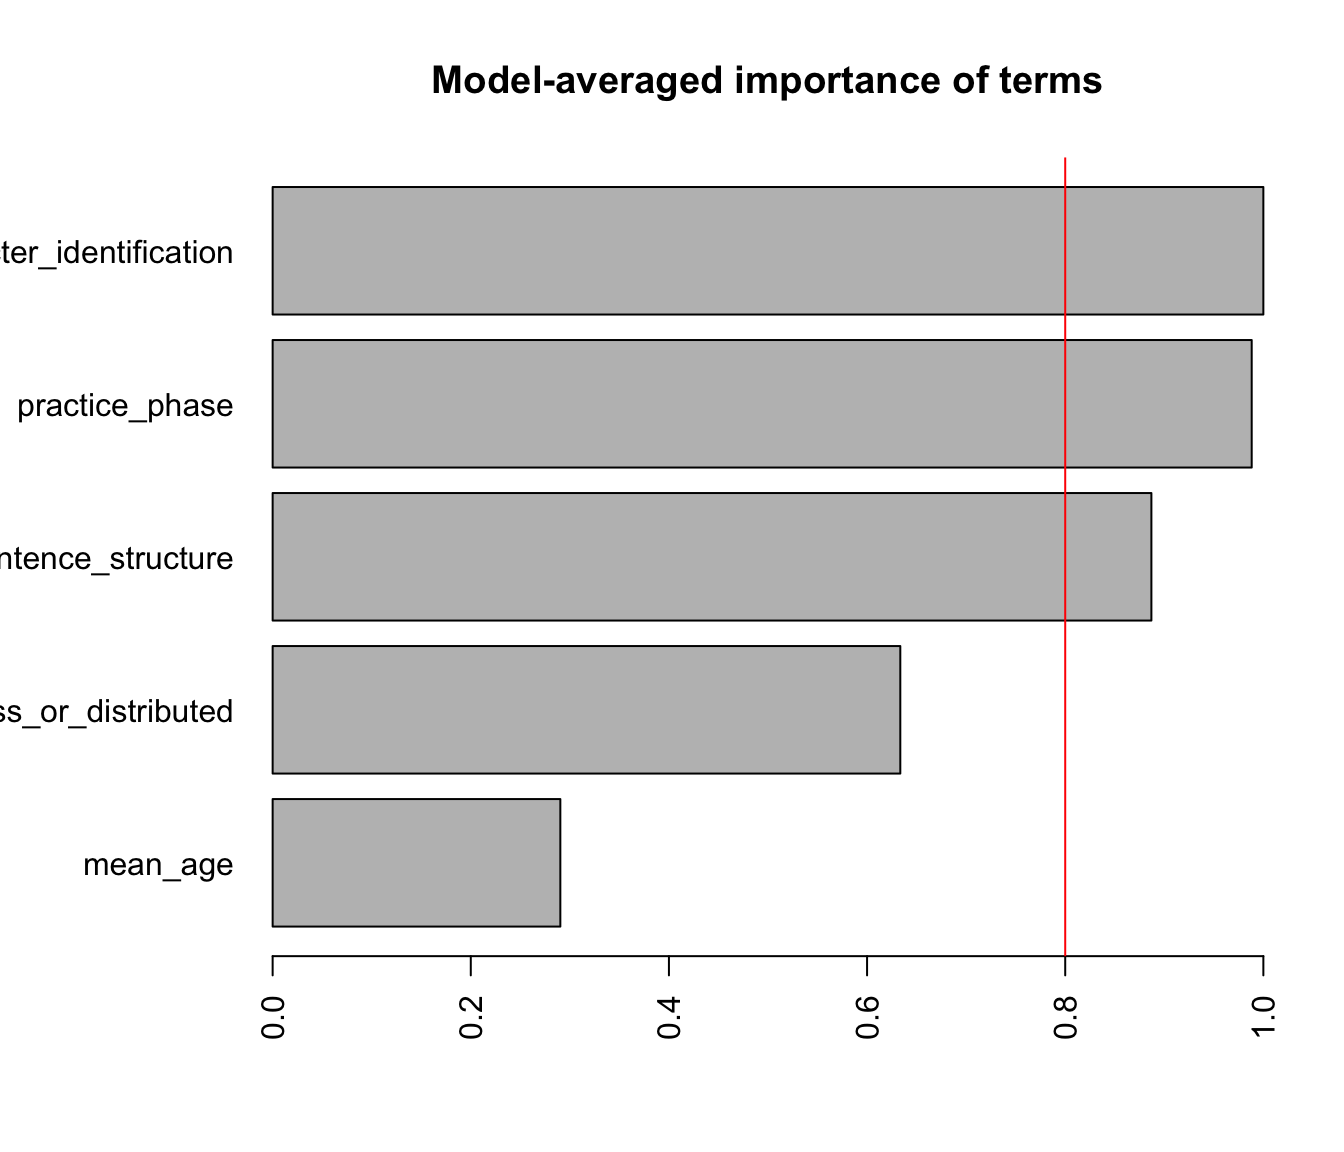 Model-averaged importance of terms
ter_identification
practice_phase
ntence_structure
ss_or_distributed
mean_age
0.0 0.2 0.4 0.6 0.8 1.0